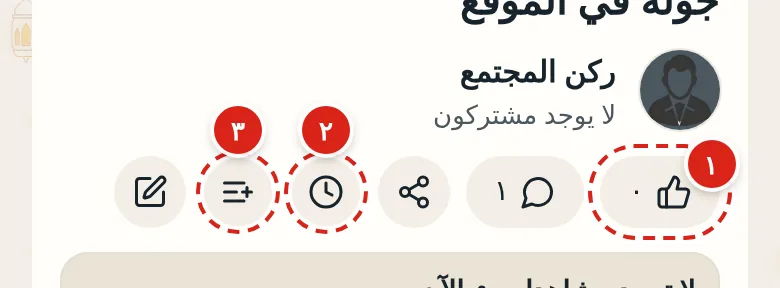 جولة في الموقع
ركن المجتمع
لا يوجد مشتركون
٣ ٢ ١
٠ ١